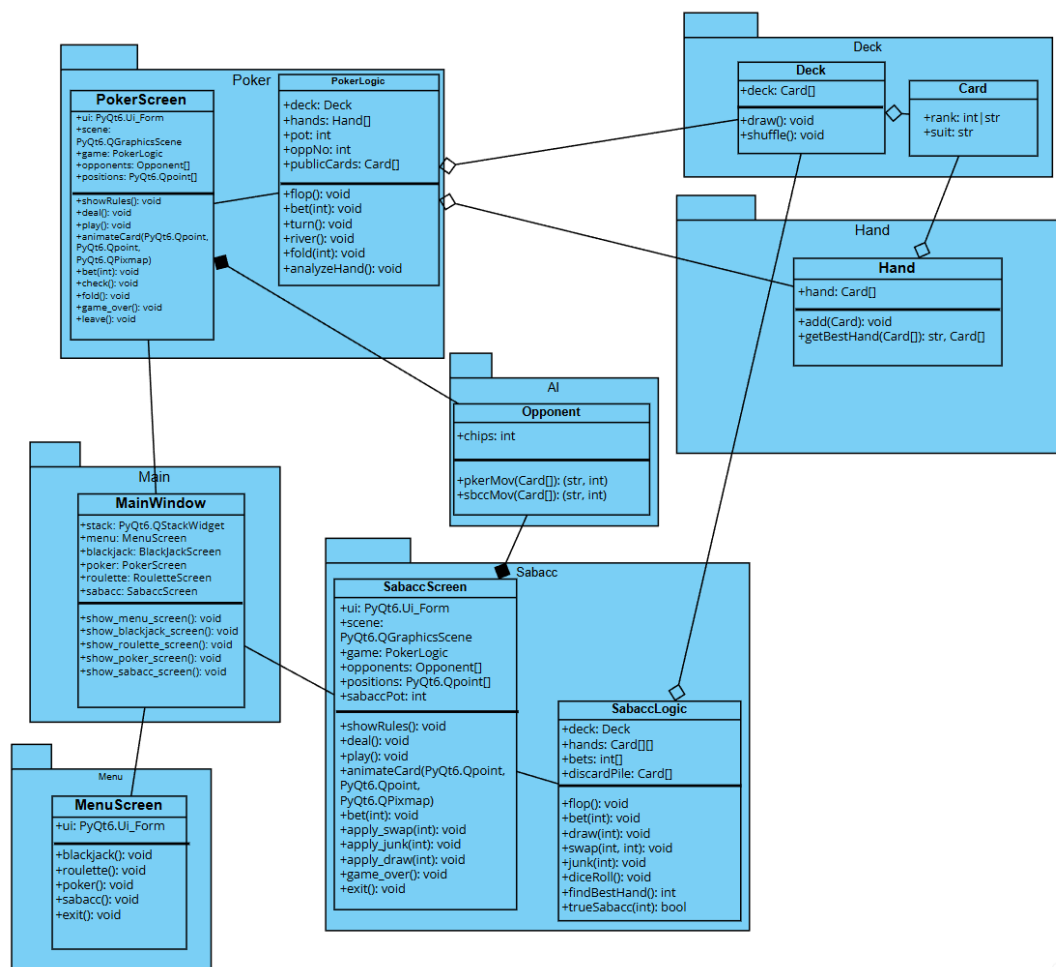 Poker
PokerScreen
+ui: PyQt6.Ui_Form
+scene:
PyQt6.QGraphicsScene
+game: PokerLogic
+opponents: Opponent[]
+positions: PyQt6.Qpoint[]
+showRules(): void
+deal(): void
+play(): void
+animateCard(PyQt6.Qpoint,
PyQt6.Qpoint,
PyQt6.QPixmap)
+bet(int): void
+check(): void
+fold(): void
+game_over(): void
+leave(): void
PokerLogic
+deck: Deck
+hands: Hand[]
+pot: int
+oppNo: int
+publicCards: Card[]
+flop(): void
+bet(int): void
+turn(): void
+river(): void
+fold(int): void
+analyzeHand(): void
Deck
Deck
+deck: Card[]
+draw(): void
+shuffle(): void
Card
+rank: int|str
+suit: str
Hand
Hand
+hand: Card[]
+add(Card): void
+getBestHand(Card[]): str, Card[]
AI
Opponent
+chips: int
+pkerMov(Card[]): (str, int)
+sbccMov(Card[]): (str, int)
Main
MainWindow
+stack: PyQt6.QStackWidget
+menu: MenuScreen
+blackjack: BlackJackScreen
+poker: PokerScreen
+roulette: RouletteScreen
+sabacc: SabaccScreen
+show_menu_screen(): void
+show_blackjack_screen(): void
+show_roulette_screen(): void
+show_poker_screen(): void
+show_sabacc_screen(): void
Sabacc
SabaccScreen
+ui: PyQt6.Ui_Form
+scene:
PyQt6.QGraphicsScene
+game: PokerLogic
+opponents: Opponent[]
+positions: PyQt6.Qpoint[]
+sabaccPot: int
+showRules(): void
+deal(): void
+play(): void
+animateCard(PyQt6.Qpoint,
PyQt6.Qpoint,
PyQt6.QPixmap)
+bet(int): void
+apply_swap(int): void
+apply_junk(int): void
+apply_draw(int): void
+game_over(): void
+exit(): void
SabaccLogic
+deck: Deck
+hands: Card[][]
+bets: int[]
+discardPile: Card[]
+flop(): void
+bet(int): void
+draw(int): void
+swap(int, int): void
+junk(int): void
+diceRoll(): void
+findBestHand(): int
+trueSabacc(int): bool
Menu
MenuScreen
+ui: PyQt6.Ui_Form
+blackjack(): void
+roulette(): void
+poker(): void
+sabacc(): void
+exit(): void